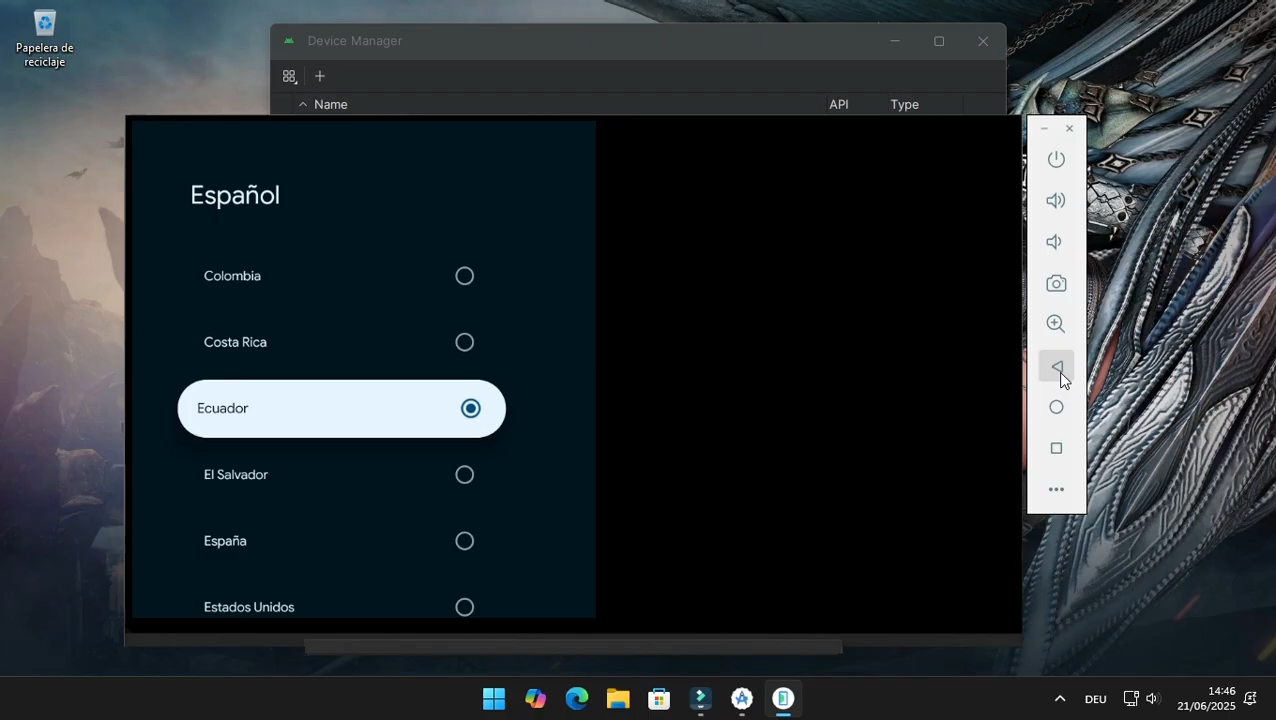 Papelera de
reciclaje
Device Manager
Name
API
Type
Español
Colombia
Costa Rica
Ecuador
El Salvador
España
Estados Unidos
DEU
14:46
21/06/2025